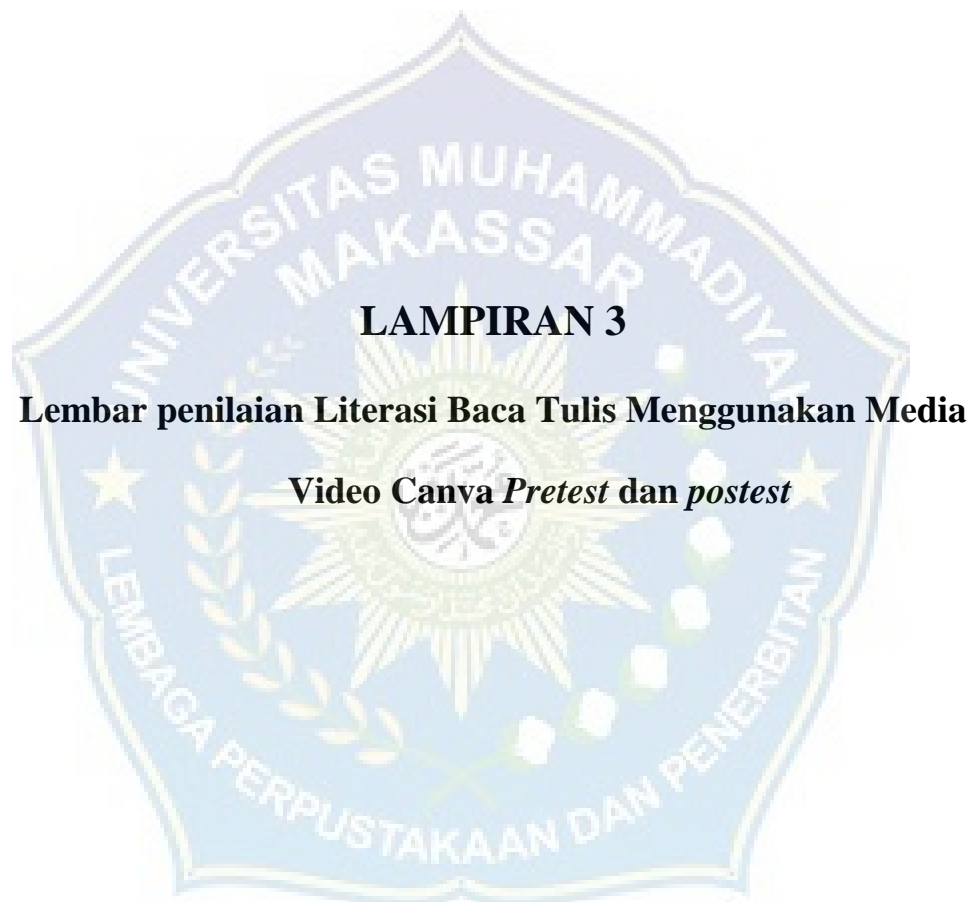 UNIVERSITAS MUHAMMADIYAH
MAKASSAR
LAMPIRAN 3
Lembar penilaian Literasi Baca Tulis Menggunakan Media
Video Canva Pretest dan postest
LEMBAGA PERPUSTAKAAN DAN PENERBITAN